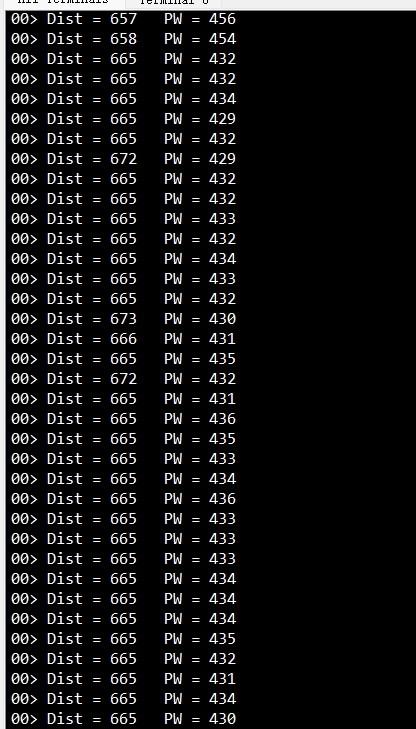 All Terminals Terminal 0
00> Dist = 657 PW = 456
00> Dist = 658 PW = 454
00> Dist = 665 PW = 432
00> Dist = 665 PW = 432
00> Dist = 665 PW = 434
00> Dist = 665 PW = 429
00> Dist = 665 PW = 432
00> Dist = 672 PW = 429
00> Dist = 665 PW = 432
00> Dist = 665 PW = 432
00> Dist = 665 PW = 433
00> Dist = 665 PW = 432
00> Dist = 665 PW = 434
00> Dist = 665 PW = 433
00> Dist = 665 PW = 432
00> Dist = 673 PW = 430
00> Dist = 666 PW = 431
00> Dist = 665 PW = 435
00> Dist = 672 PW = 432
00> Dist = 665 PW = 431
00> Dist = 665 PW = 436
00> Dist = 665 PW = 435
00> Dist = 665 PW = 433
00> Dist = 665 PW = 434
00> Dist = 665 PW = 436
00> Dist = 665 PW = 433
00> Dist = 665 PW = 433
00> Dist = 665 PW = 433
00> Dist = 665 PW = 434
00> Dist = 665 PW = 434
00> Dist = 665 PW = 434
00> Dist = 665 PW = 435
00> Dist = 665 PW = 432
00> Dist = 665 PW = 431
00> Dist = 665 PW = 434
00> Dist = 665 PW = 430